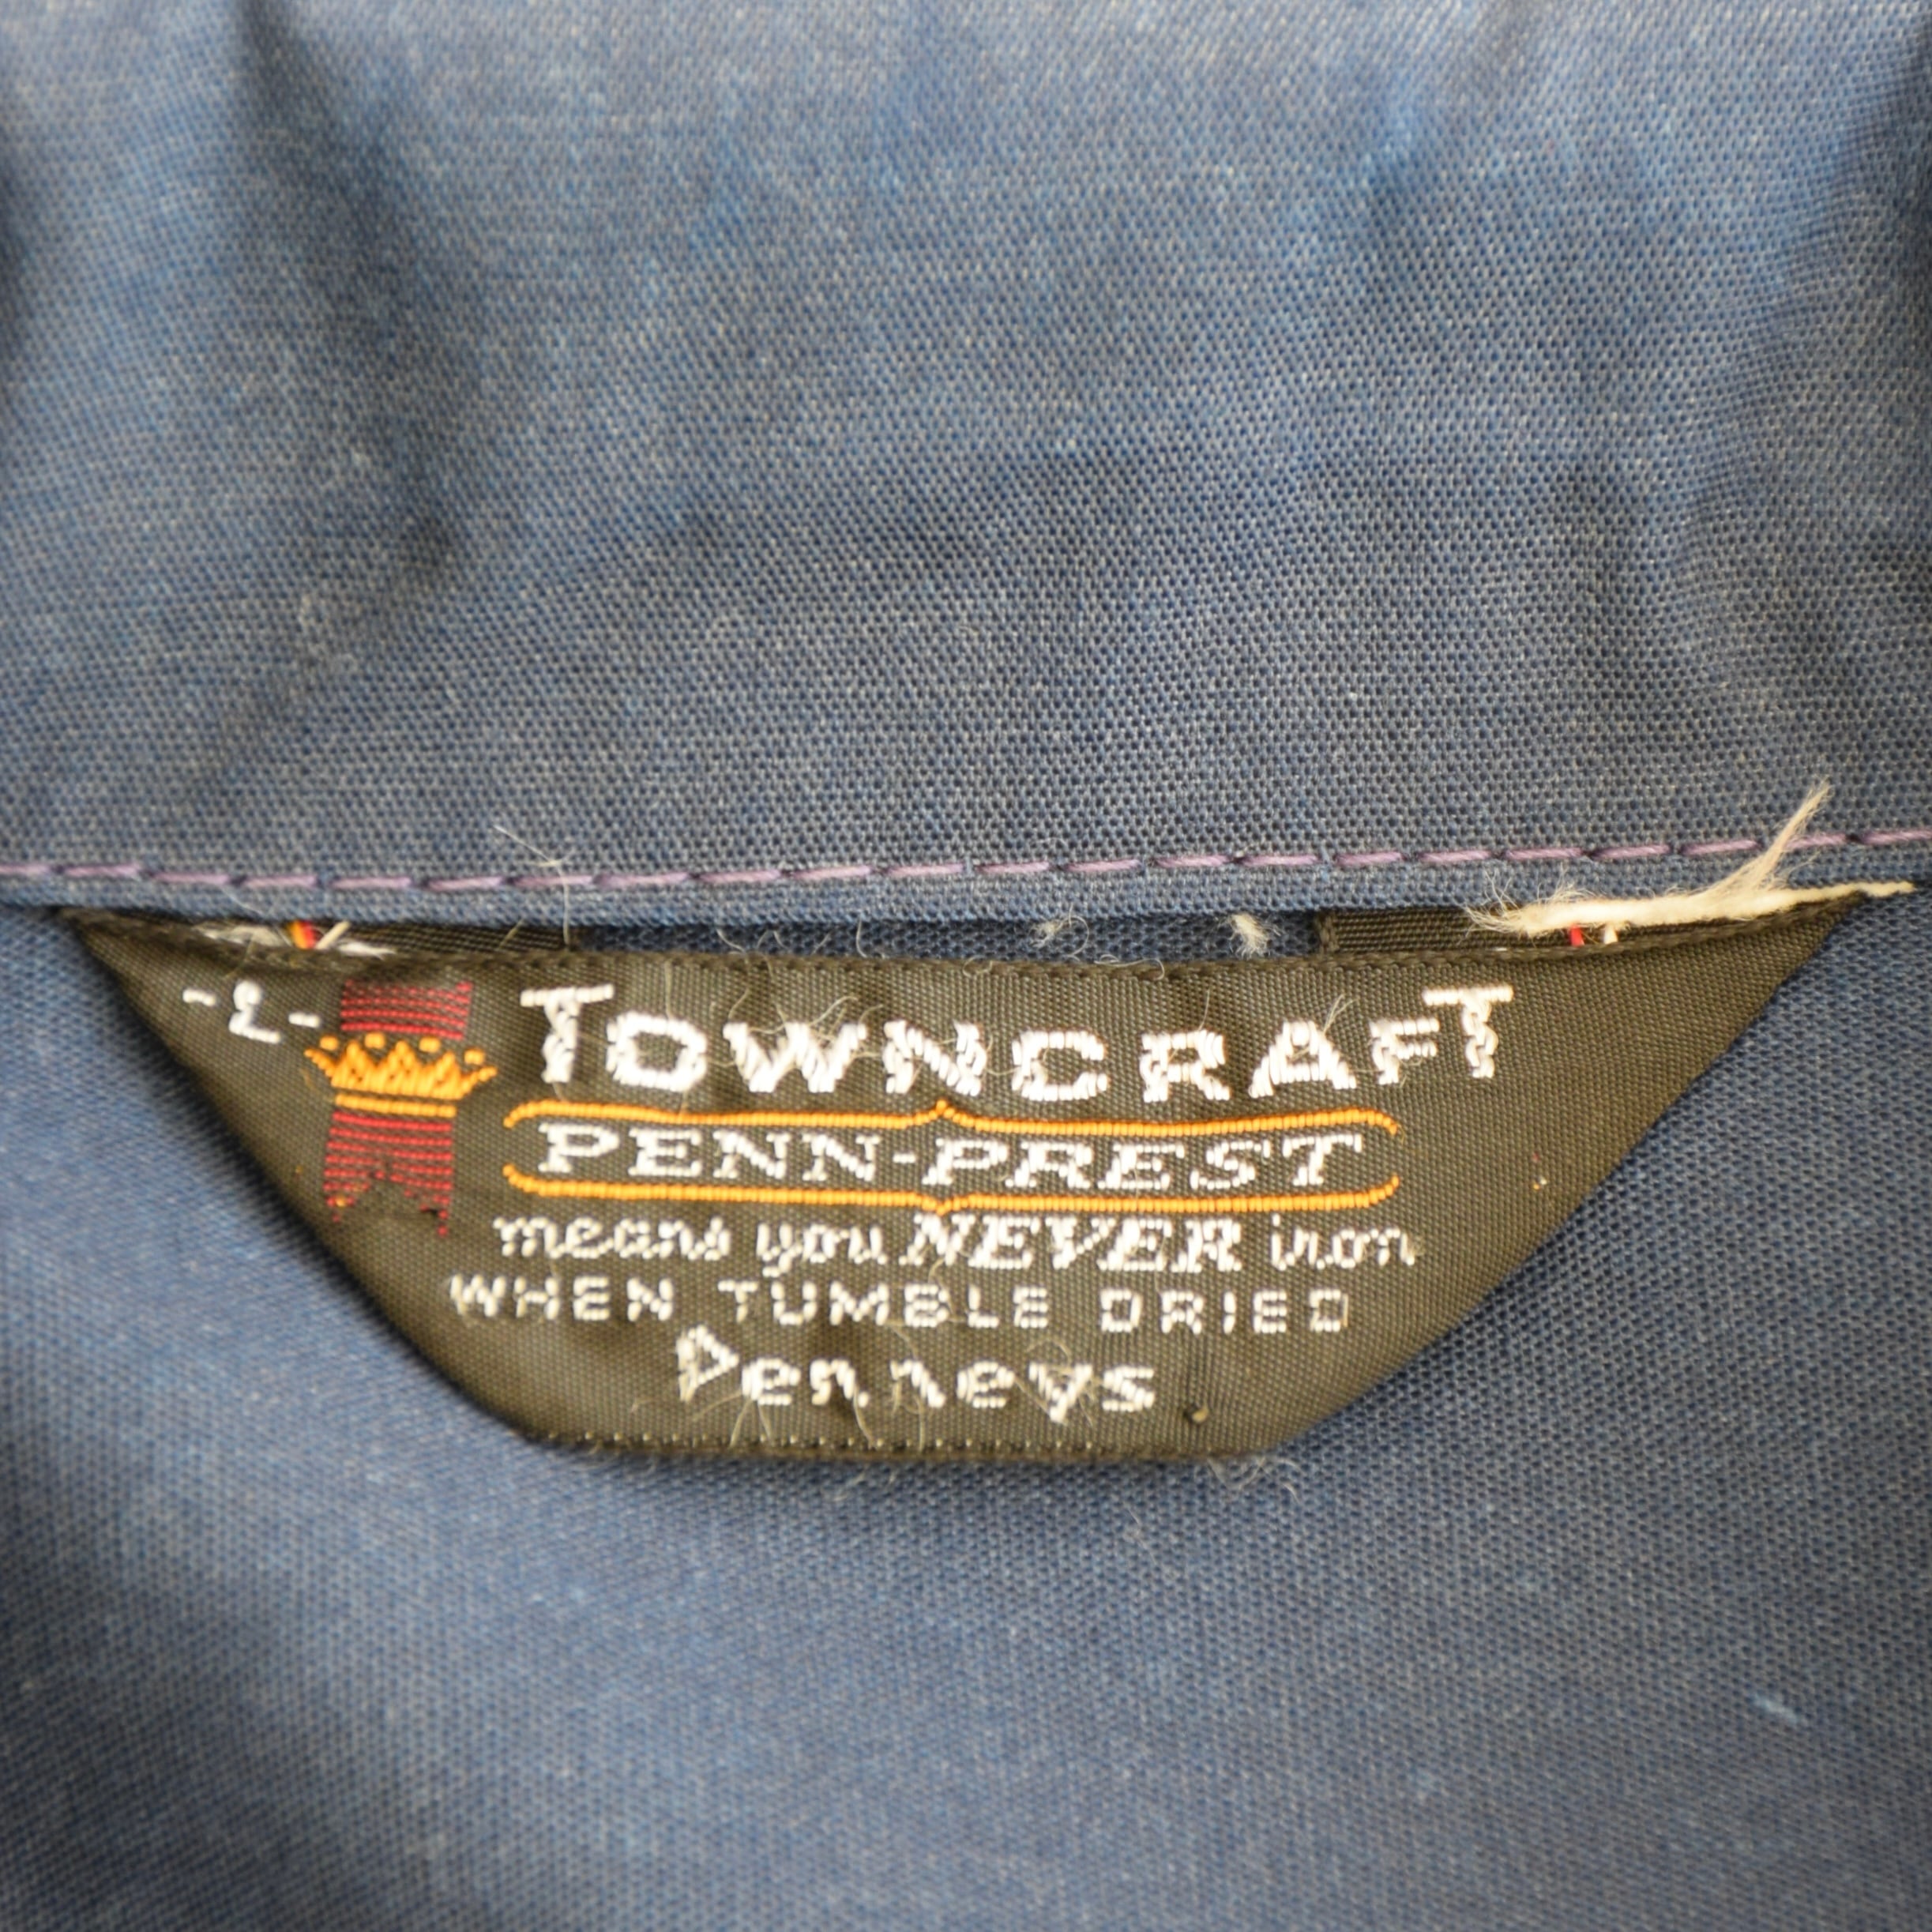 TOWNCRAFT
PENN-PREST
means you NEVER iron
WHEN TUMBLE DRIED
Penneys